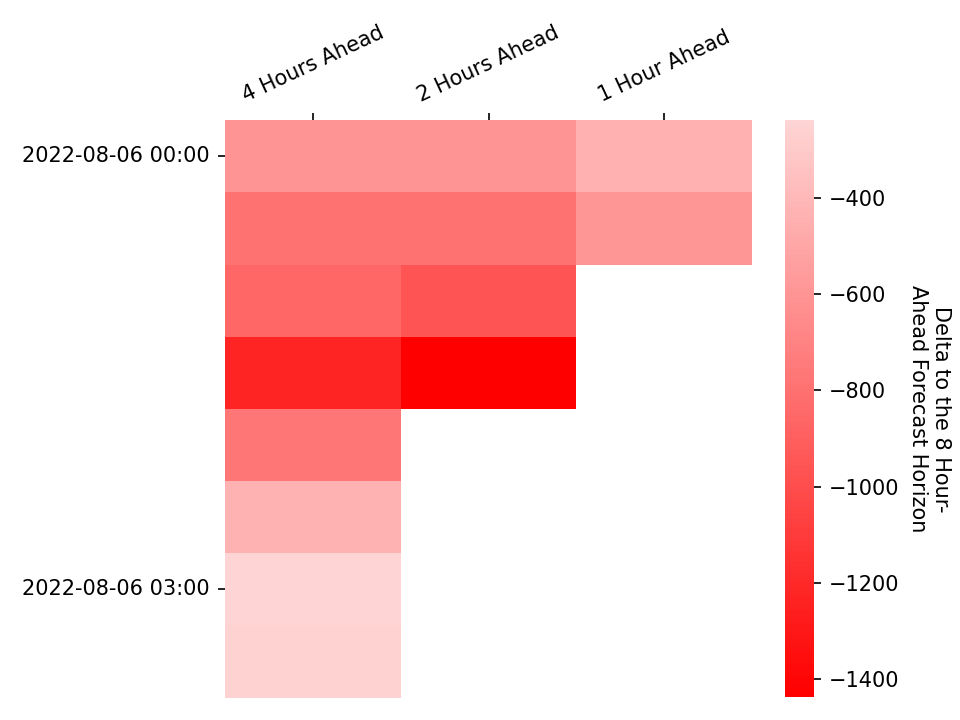 4 Hours Ahead
2 Hours Ahead
1 Hour Ahead
2022-08-06 00:00
2022-08-06 03:00
−400
−600
−800
−1000
−1200
−1400
Delta to the 8 Hour-
Ahead Forecast Horizon